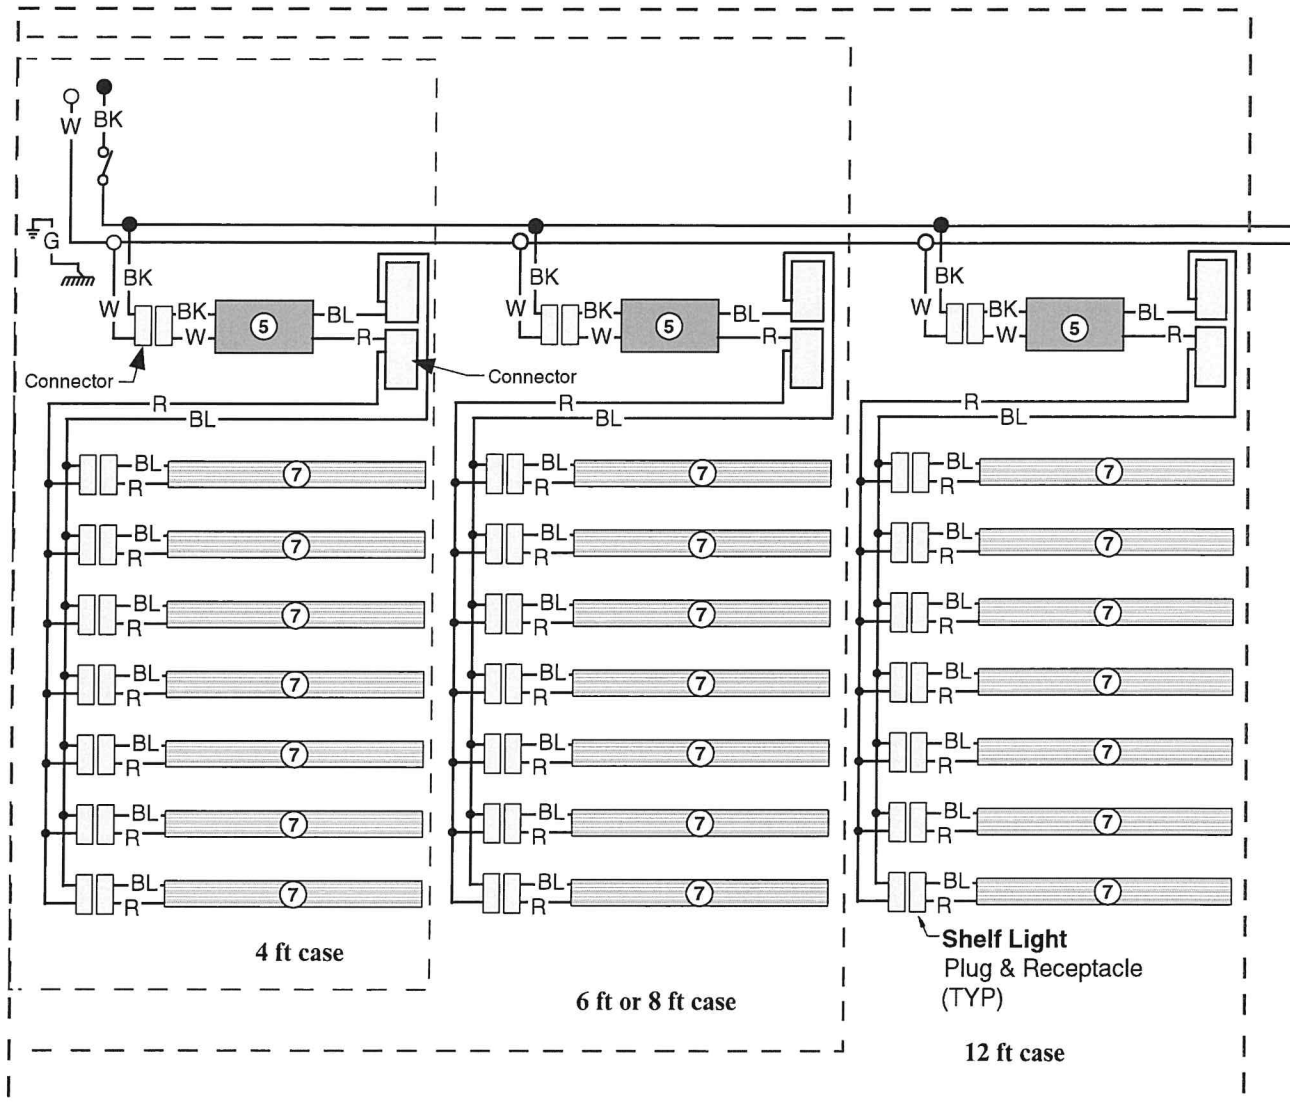 W BK
G
BK BK BK
W BK 5 BL W BK 5 BL W BK 5 BL
W R W R W R
Connector Connector
R R R
BL BL BL
BL 7 BL 7 BL 7
R R R
BL 7 BL 7 BL 7
R R R
BL 7 BL 7 BL 7
R R R
BL 7 BL 7 BL 7
R R R
BL 7 BL 7 BL 7
R R R
BL 7 BL 7 BL 7
R R R
BL 7 BL 7 BL 7
R R R
Shelf Light
Plug & Receptacle
(TYP)
4 ft case
6 ft or 8 ft case
12 ft case